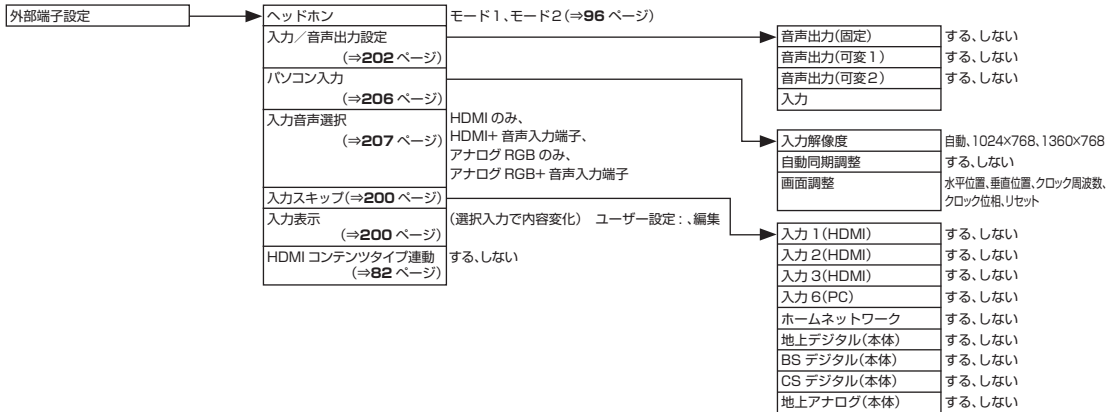 外部端子設定
ヘッドホン
モード1、モード2(⇒96 ページ)
入力／音声出力設定
(⇒202 ページ)
パソコン入力
(⇒206 ページ)
入力音声選択
(⇒207 ページ)
HDMI のみ、
HDMI+ 音声入力端子、
アナログ RGB のみ、
アナログ RGB+ 音声入力端子
入力スキップ(⇒200 ページ)
入力表示
(⇒200 ページ)
(選択入力で内容変化) ユーザー設定 : 、編集
HDMI コンテンツタイプ連動
(⇒82 ページ)
する、しない
音声出力(固定) する、しない
音声出力(可変1) する、しない
音声出力(可変2) する、しない
入力
入力解像度 自動、1024×768、1360×768
自動同期調整 する、しない
画面調整 水平位置、垂直位置、クロック周波数、
クロック位相、リセット
入力 1(HDMI) する、しない
入力 2(HDMI) する、しない
入力 3(HDMI) する、しない
入力 6(PC) する、しない
ホームネットワーク する、しない
地上デジタル(本体) する、しない
BS デジタル(本体) する、しない
CS デジタル(本体) する、しない
地上アナログ(本体) する、しない